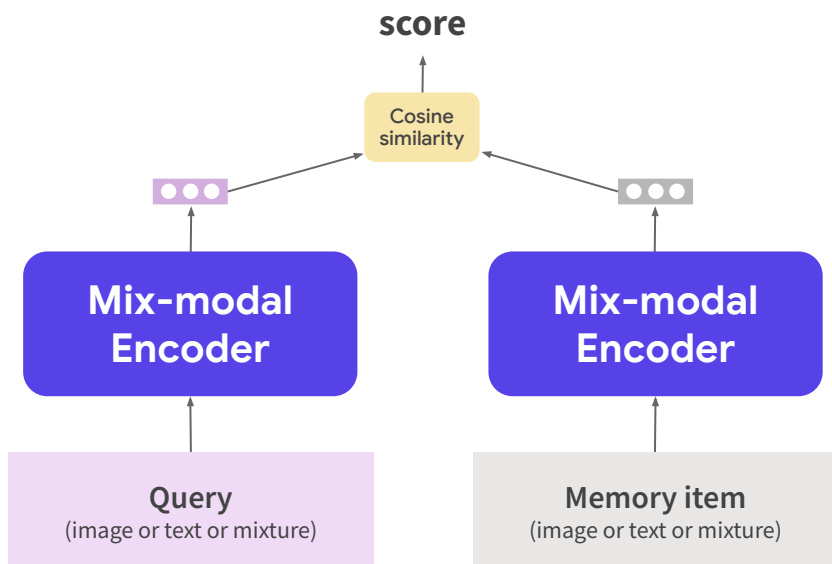 score
Cosine
similarity
Mix-modal
Encoder
Mix-modal
Encoder
Query
(image or text or mixture)
Memory item
(image or text or mixture)